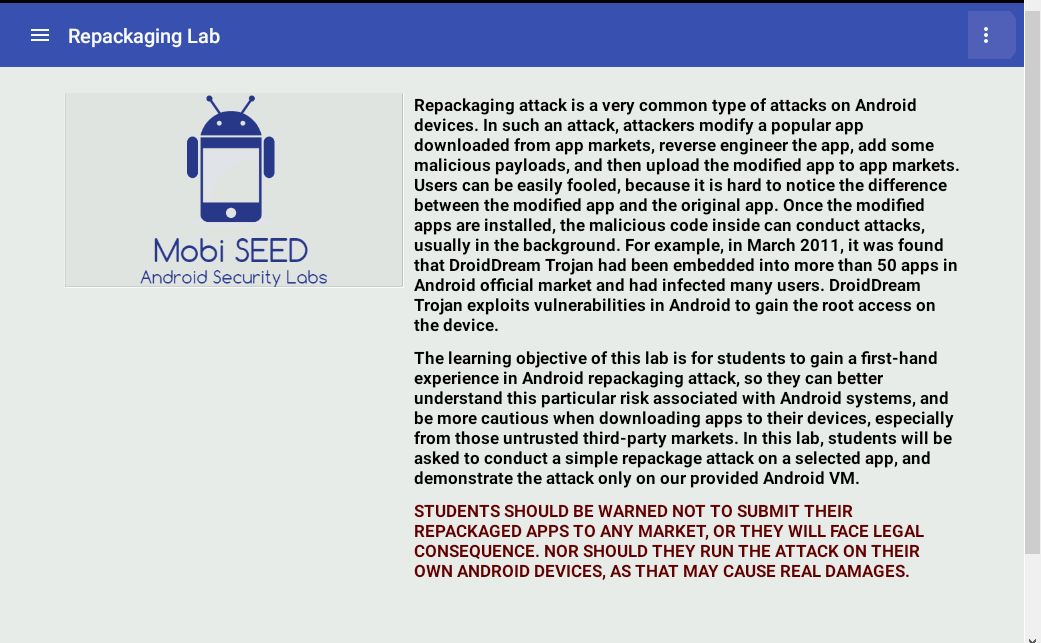 Repackaging Lab
Mobi SEED
Android Security Labs
Repackaging attack is a very common type of attacks on Android
devices. In such an attack, attackers modify a popular app
downloaded from app markets, reverse engineer the app, add some
malicious payloads, and then upload the modified app to app markets.
Users can be easily fooled, because it is hard to notice the difference
between the modified app and the original app. Once the modified
apps are installed, the malicious code inside can conduct attacks,
usually in the background. For example, in March 2011, it was found
that DroidDream Trojan had been embedded into more than 50 apps in
Android official market and had infected many users. DroidDream
Trojan exploits vulnerabilities in Android to gain the root access on
the device.
The learning objective of this lab is for students to gain a first-hand
experience in Android repackaging attack, so they can better
understand this particular risk associated with Android systems, and
be more cautious when downloading apps to their devices, especially
from those untrusted third-party markets. In this lab, students will be
asked to conduct a simple repackage attack on a selected app, and
demonstrate the attack only on our provided Android VM.
STUDENTS SHOULD BE WARNED NOT TO SUBMIT THEIR
REPACKAGED APPS TO ANY MARKET, OR THEY WILL FACE LEGAL
CONSEQUENCE. NOR SHOULD THEY RUN THE ATTACK ON THEIR
OWN ANDROID DEVICES, AS THAT MAY CAUSE REAL DAMAGES.